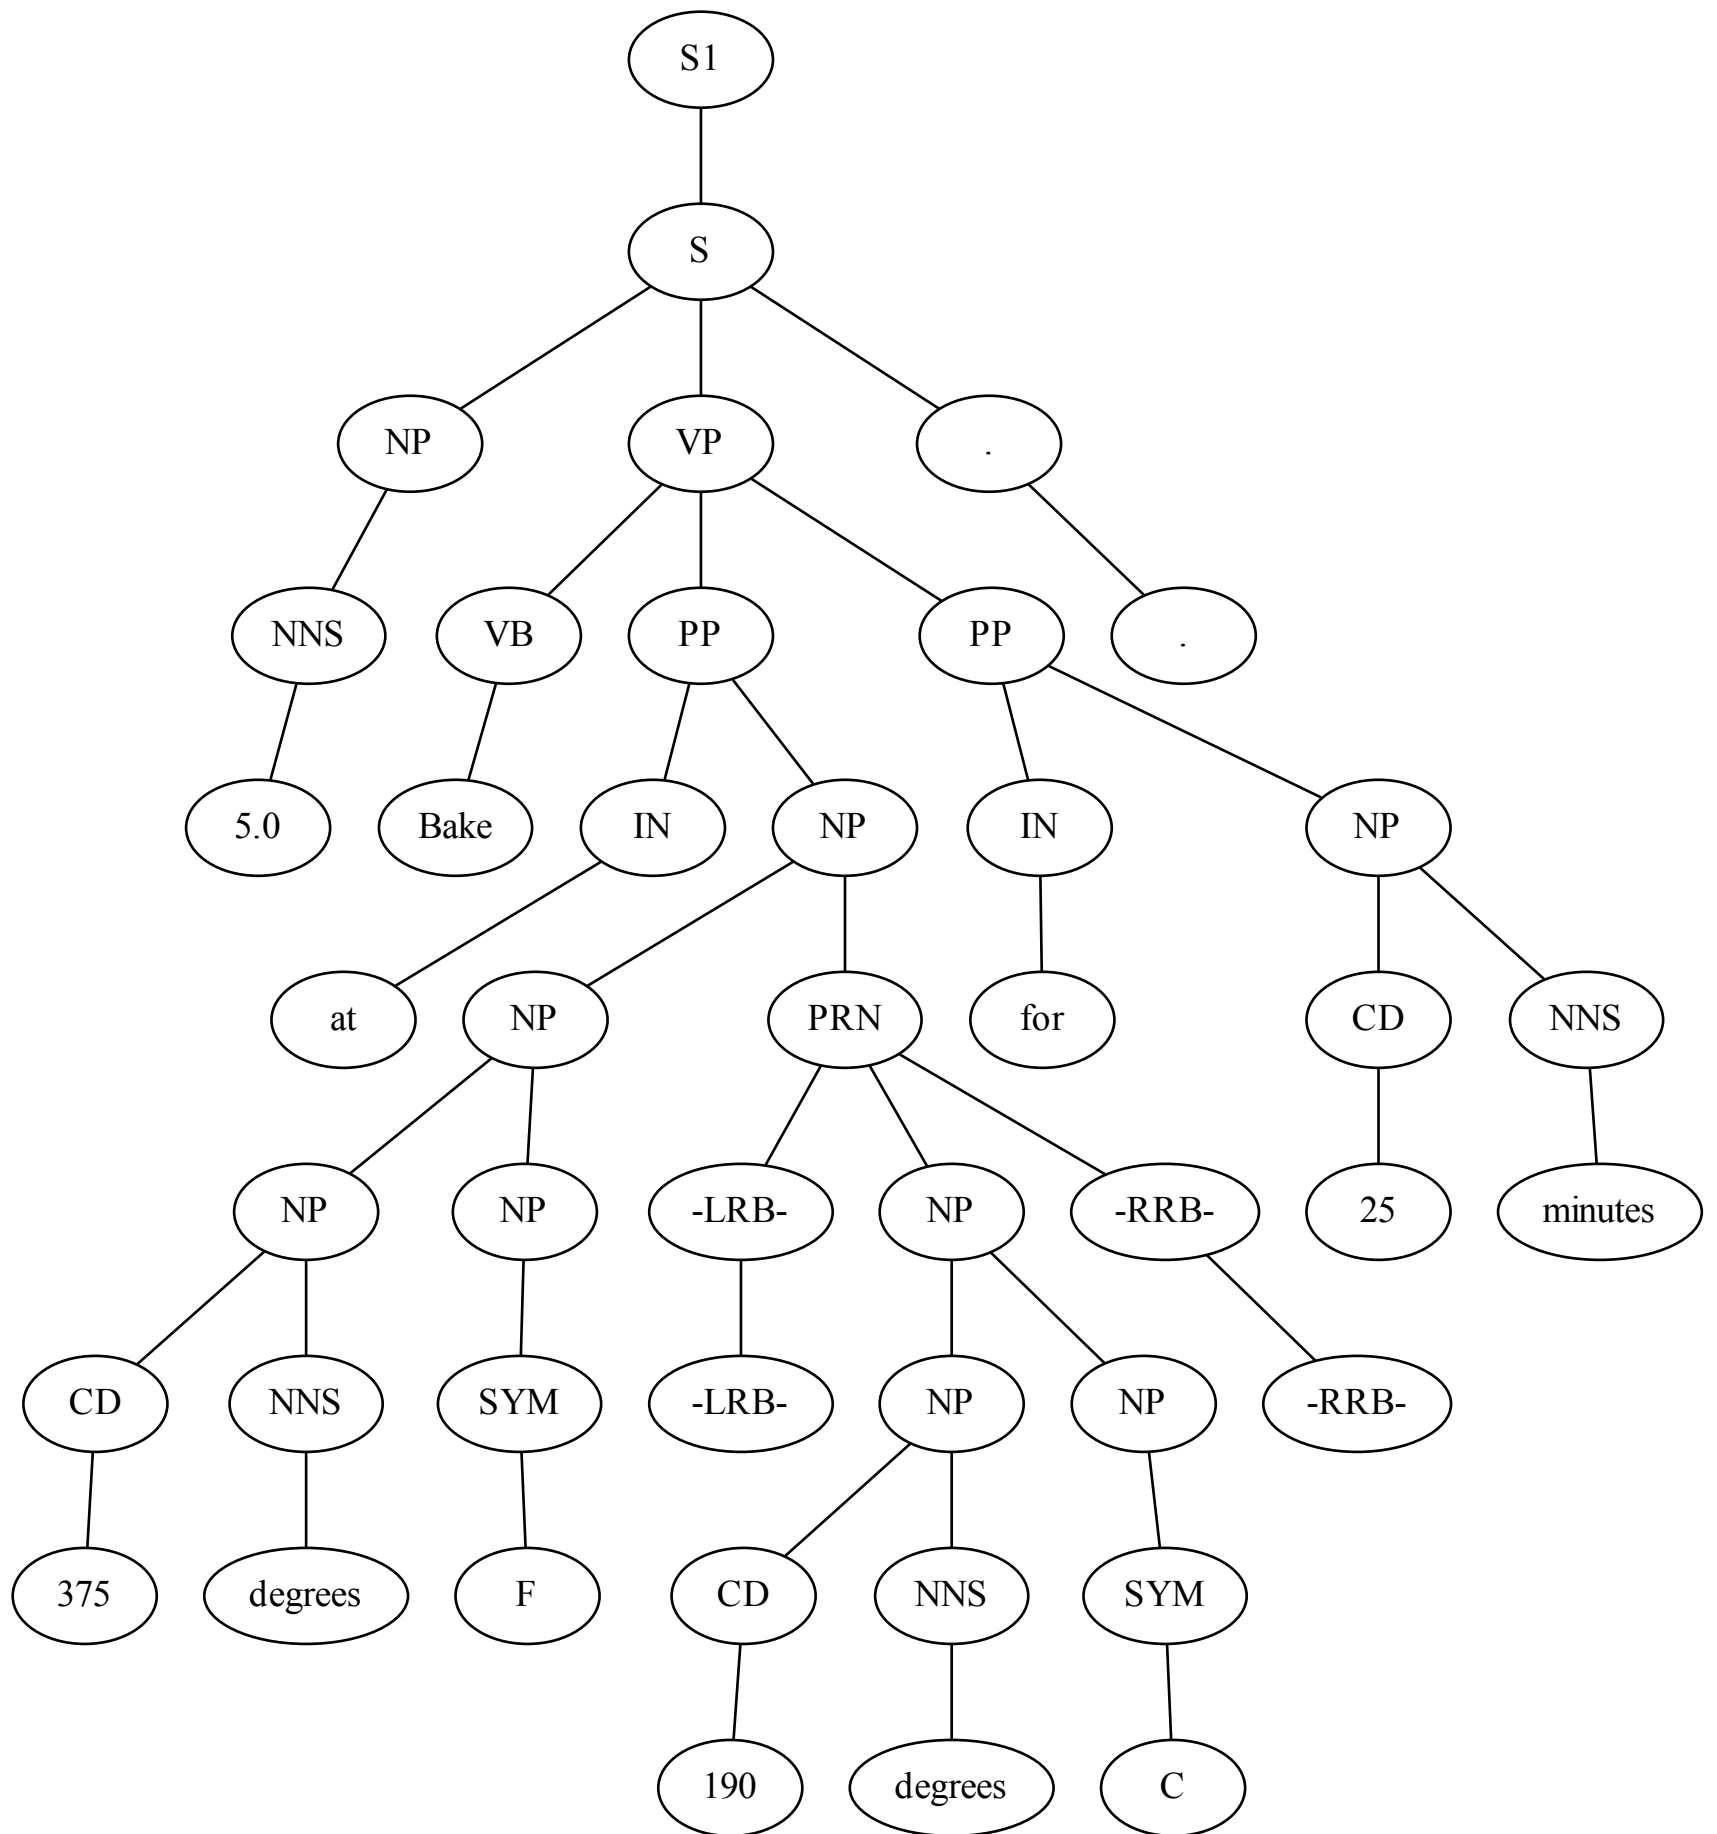 S1
S
NP VP .
NNS VB PP PP .
5.0 Bake IN NP IN NP
at NP PRN for CD NNS
NP NP -LRB- NP -RRB- 25 minutes
CD NNS SYM -LRB- NP NP -RRB-
375 degrees F CD NNS SYM
190 degrees C